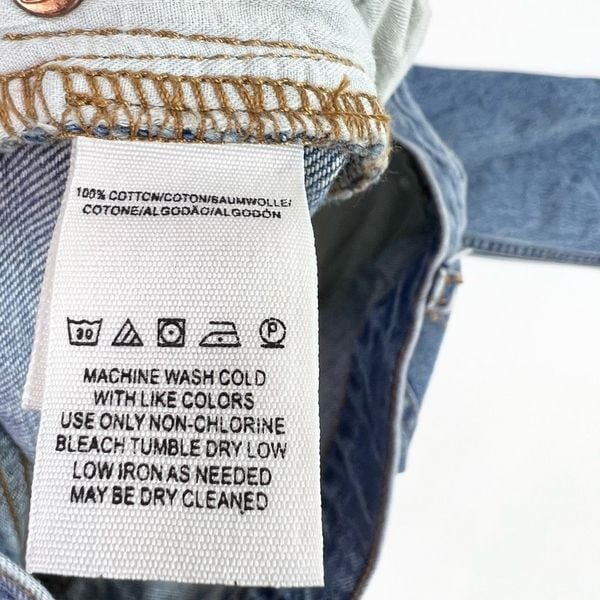 100% COTTON/COTON/BAUMWOLLE/
COTONE/ALGODÃO/ALGODÓN
30 P
MACHINE WASH COLD
WITH LIKE COLORS
USE ONLY NON-CHLORINE
BLEACH TUMBLE DRY LOW
LOW IRON AS NEEDED
MAY BE DRY CLEANED